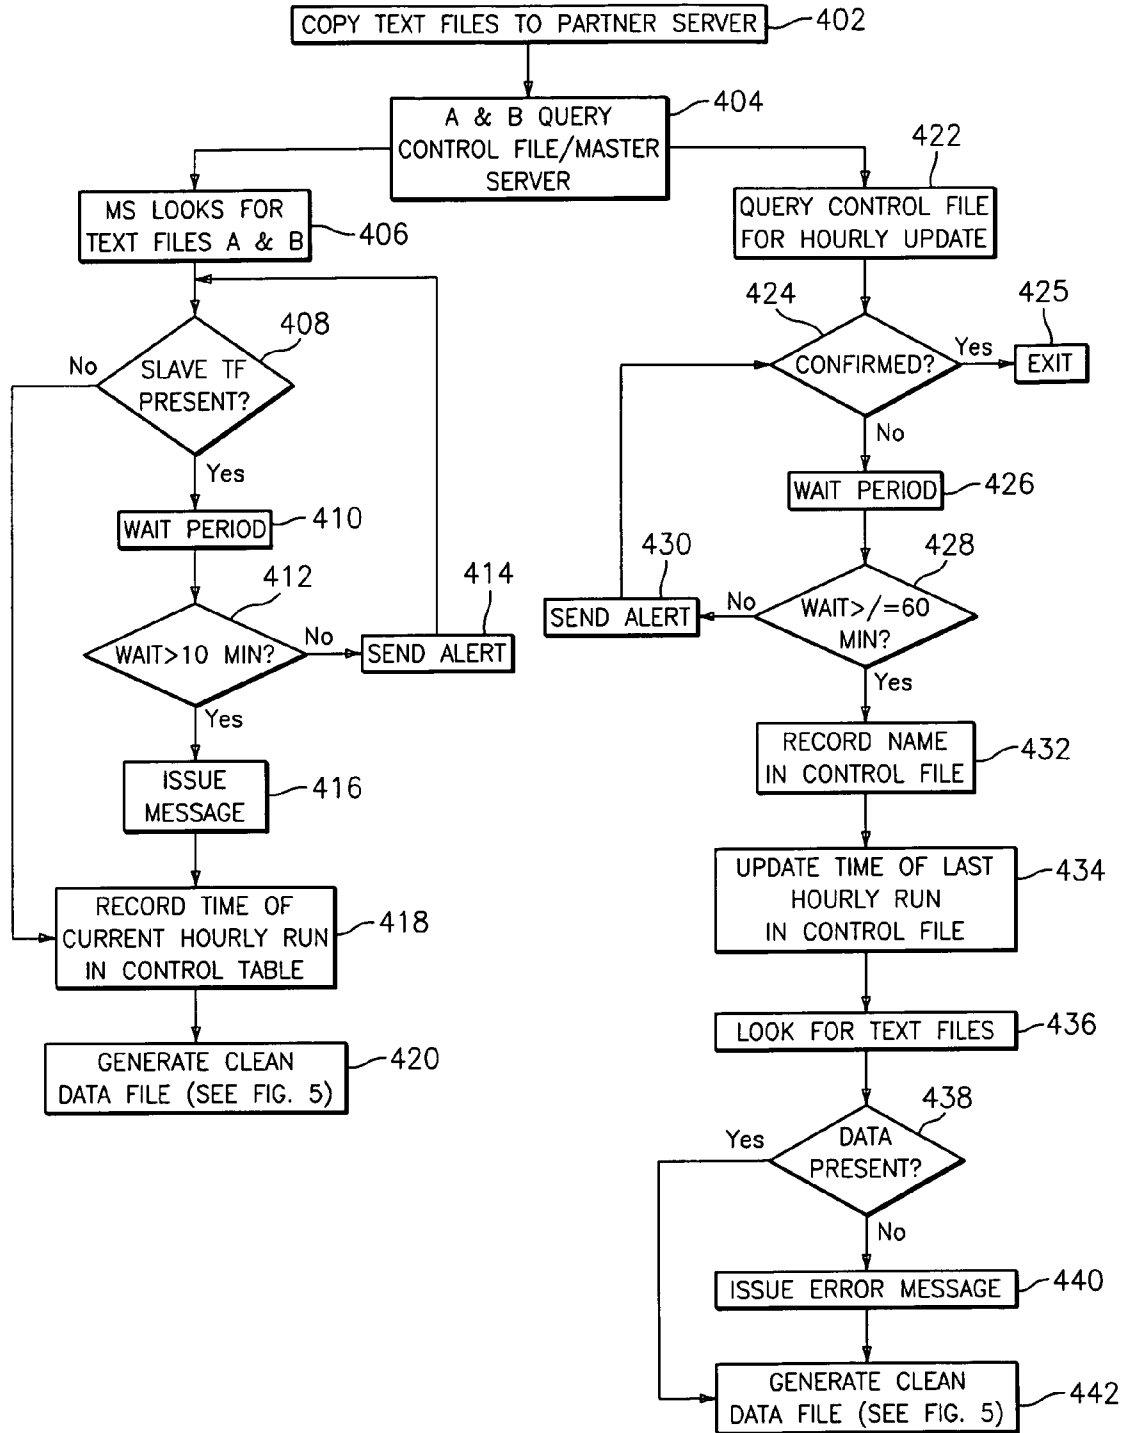 COPY TEXT FILES TO PARTNER SERVER
402
A & B QUERY
CONTROL FILE/MASTER
SERVER
404
MS LOOKS FOR
TEXT FILES A & B
406
SLAVE TF
PRESENT?
408
No
Yes
WAIT PERIOD
410
WAIT>10 MIN?
412
No
SEND ALERT
414
Yes
ISSUE
MESSAGE
416
RECORD TIME OF
CURRENT HOURLY RUN
IN CONTROL TABLE
418
GENERATE CLEAN
DATA FILE (SEE FIG. 5)
420
422
QUERY CONTROL FILE
FOR HOURLY UPDATE
424
CONFIRMED?
Yes
425
EXIT
No
WAIT PERIOD
426
428
WAIT>/=60
MIN?
No
430
SEND ALERT
Yes
RECORD NAME
IN CONTROL FILE
432
UPDATE TIME OF LAST
HOURLY RUN
IN CONTROL FILE
434
LOOK FOR TEXT FILES
436
438
DATA
PRESENT?
Yes
No
ISSUE ERROR MESSAGE
440
GENERATE CLEAN
DATA FILE (SEE FIG. 5)
442